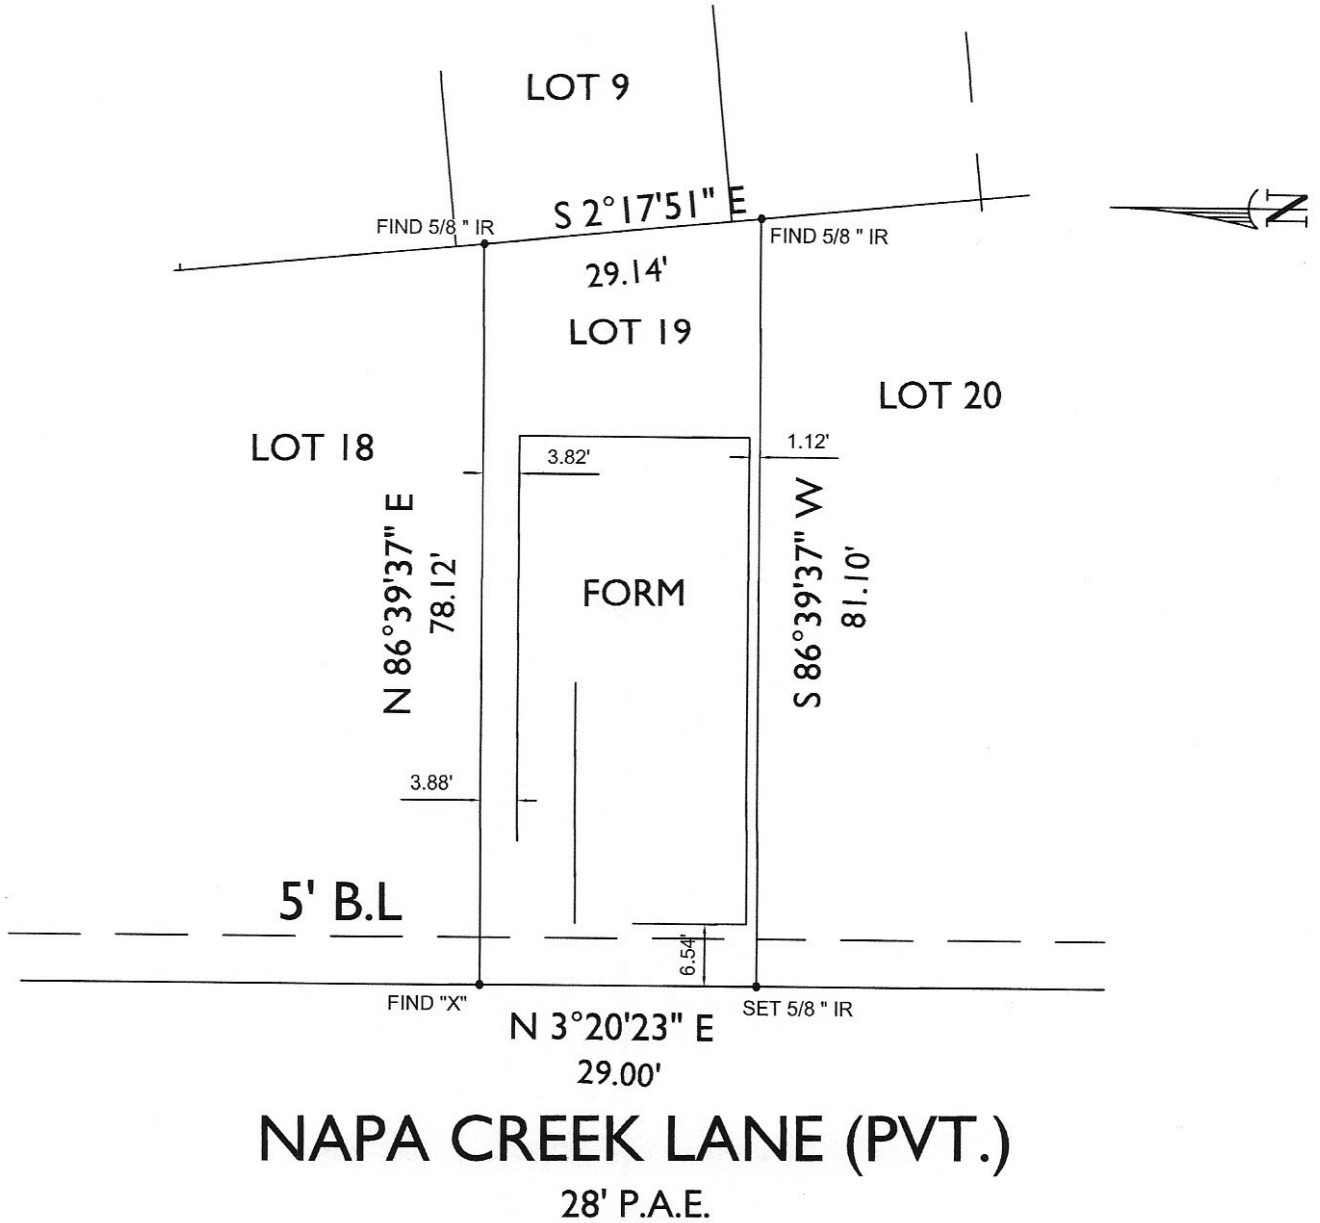 LOT 9
S 2°17'51" E
FIND 5/8 " IR
FIND 5/8 " IR
N
29.14'
LOT 19
LOT 20
LOT 18
3.82'
1.12'
N 86°39'37" E
78.12'
FORM
S 86°39'37" W
81.10'
3.88'
5' B.L
6.54'
FIND "X"
SET 5/8 " IR
N 3°20'23" E
29.00'
NAPA CREEK LANE (PVT.)
28' P.A.E.